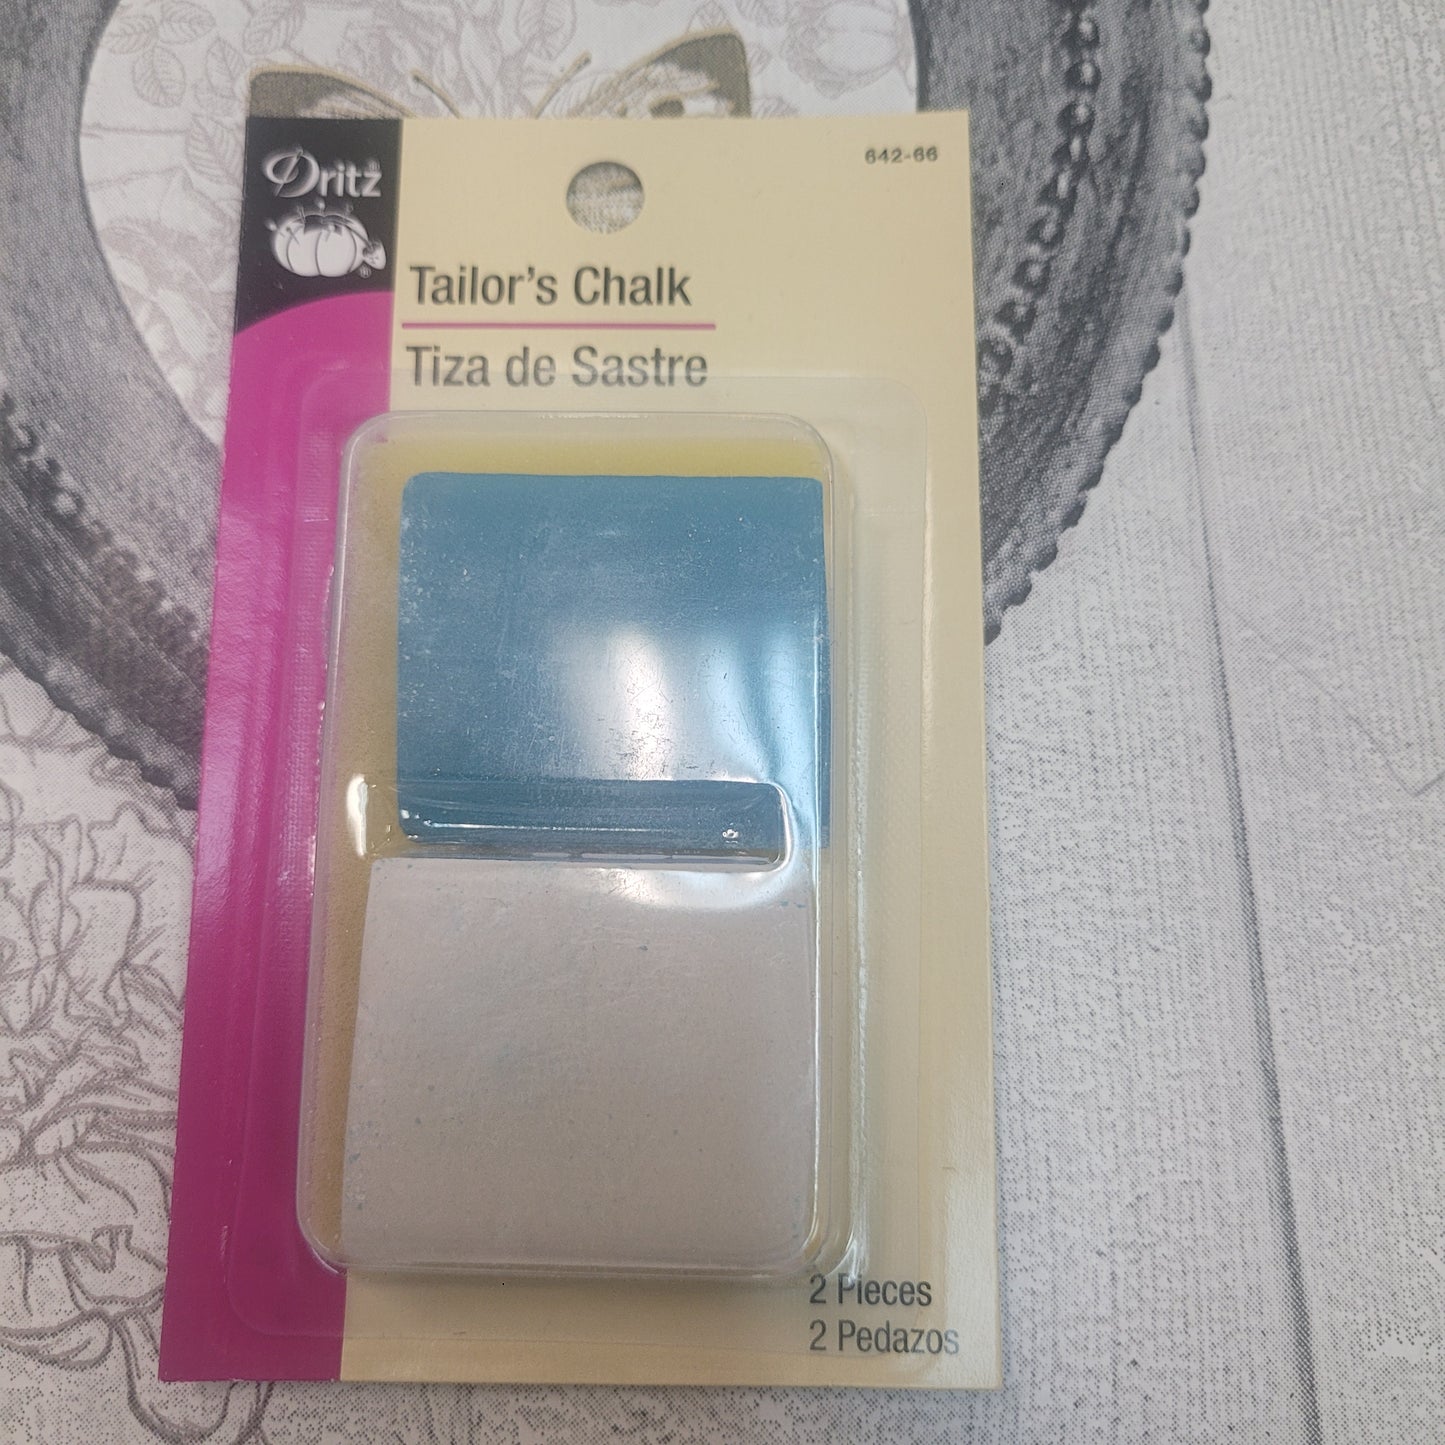 Dritz
642-66
Tailor's Chalk
Tiza de Sastre
2 Pieces
2 Pedazos